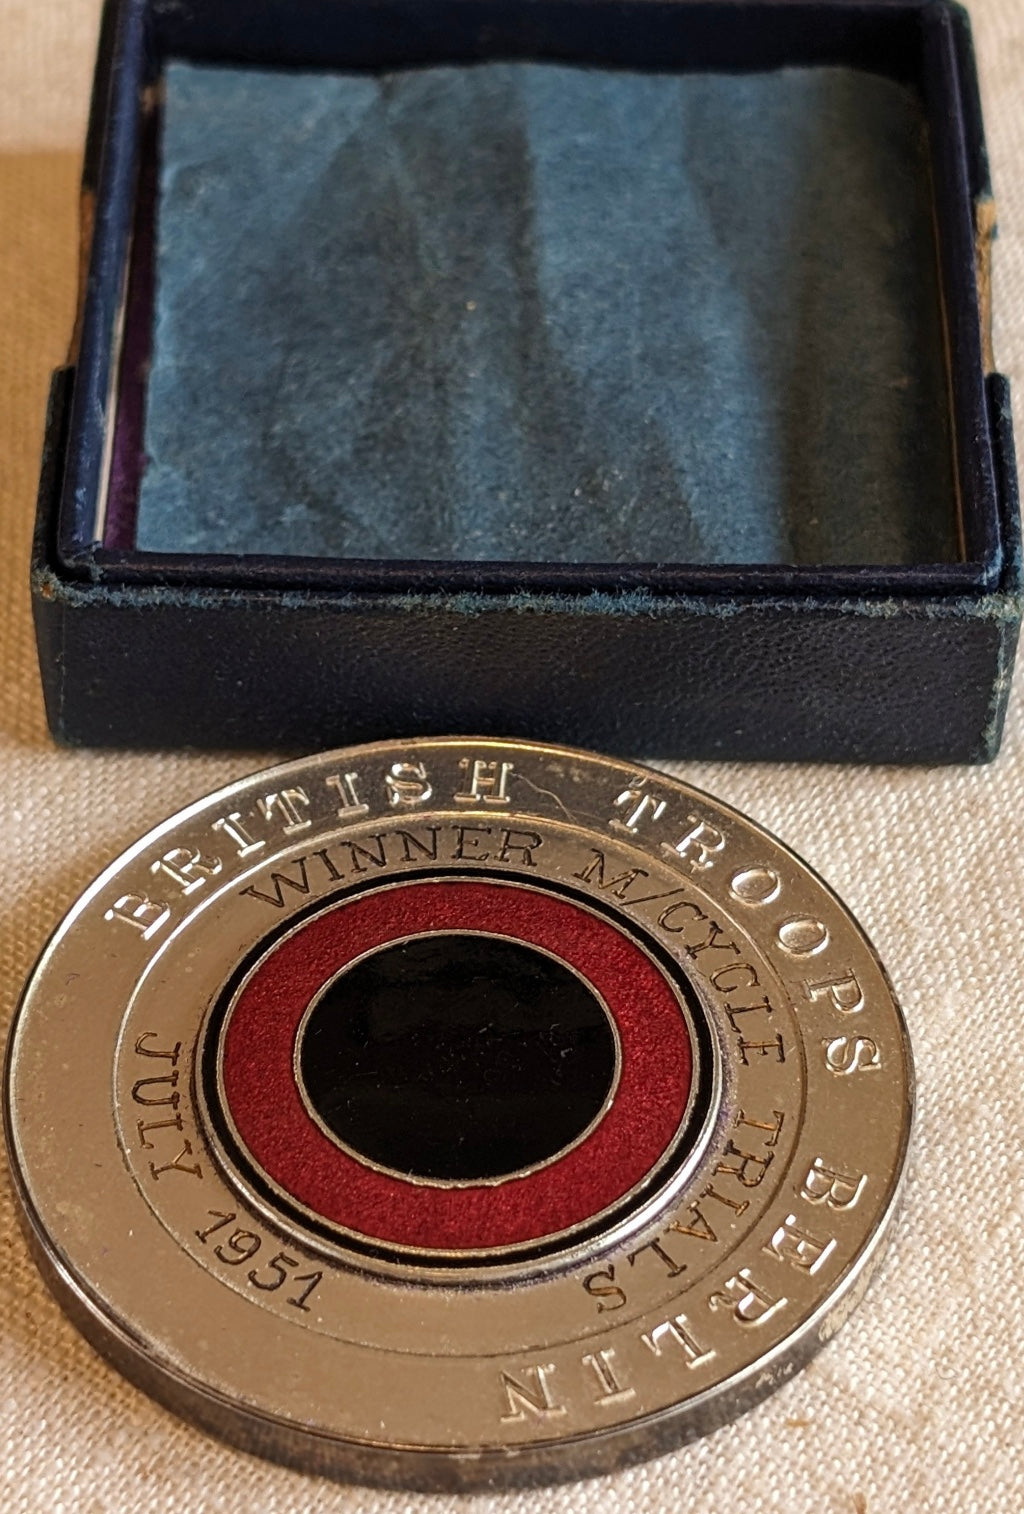 BRITISH TROOPS BERLIN
WINNER M/CYCLE TRIALS
JULY 1951